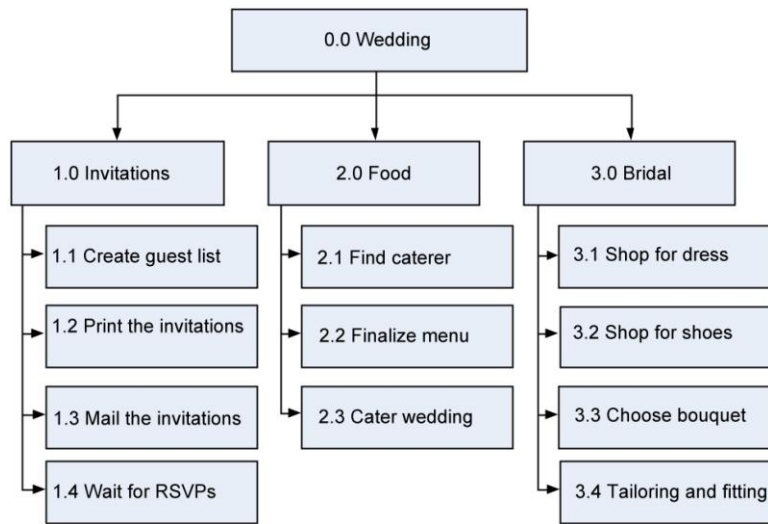 0.0 Wedding
1.0 Invitations
1.1 Create guest list
1.2 Print the invitations
1.3 Mail the invitations
1.4 Wait for RSVPs
2.0 Food
2.1 Find caterer
2.2 Finalize menu
2.3 Cater wedding
3.0 Bridal
3.1 Shop for dress
3.2 Shop for shoes
3.3 Choose bouquet
3.4 Tailoring and fitting